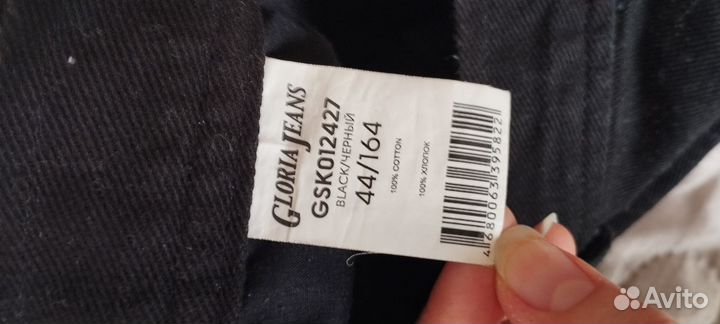 GLORIA JEANS
GSK012427
BLACK/ЧЕРНЫЙ
44/164
100% COTTON
100% ХЛОПОК
4680063395822
Avito